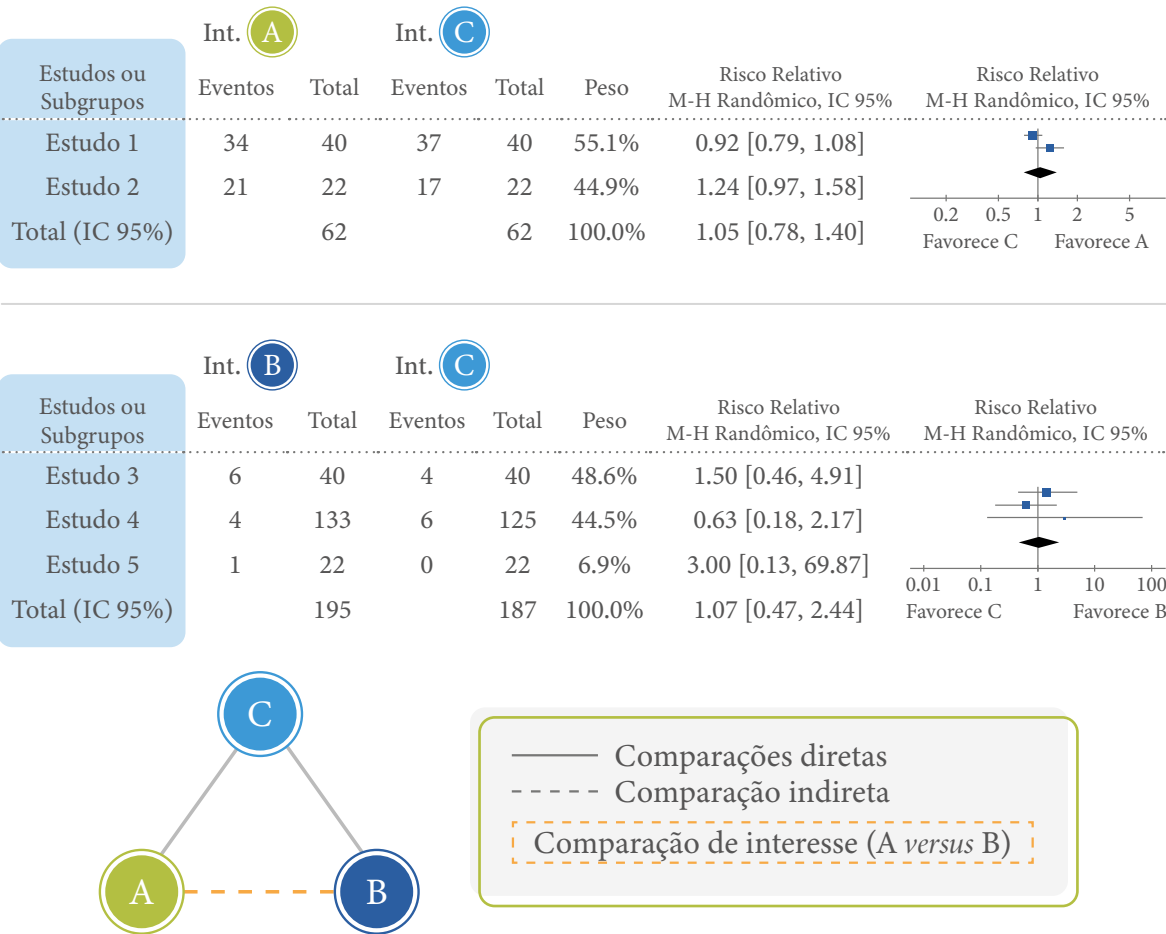 Int. A Int. C
Estudos ou Subgrupos Eventos Total Eventos Total Peso Risco Relativo M-H Randômico, IC 95% Risco Relativo M-H Randômico, IC 95%
Estudo 1 34 40 37 40 55.1% 0.92 [0.79, 1.08]
Estudo 2 21 22 17 22 44.9% 1.24 [0.97, 1.58]
Total (IC 95%) 62 62 100.0% 1.05 [0.78, 1.40]
0.2 0.5 1 2 5
Favorece C Favorece A
Int. B Int. C
Estudos ou Subgrupos Eventos Total Eventos Total Peso Risco Relativo M-H Randômico, IC 95% Risco Relativo M-H Randômico, IC 95%
Estudo 3 6 40 4 40 48.6% 1.50 [0.46, 4.91]
Estudo 4 4 133 6 125 44.5% 0.63 [0.18, 2.17]
Estudo 5 1 22 0 22 6.9% 3.00 [0.13, 69.87]
Total (IC 95%) 195 187 100.0% 1.07 [0.47, 2.44]
0.01 0.1 1 10 100
Favorece C Favorece B
C
A
B
Comparações diretas
Comparação indireta
Comparação de interesse (A versus B)